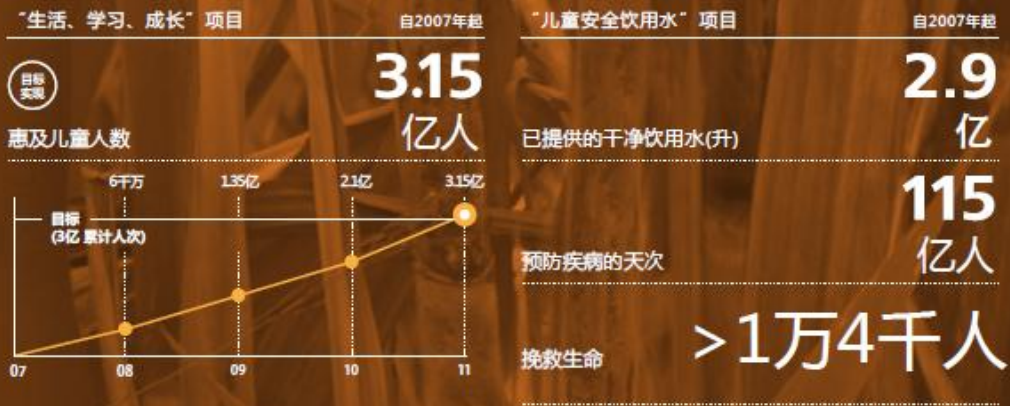 “生活、学习、成长”项目
自2007年起
目标
实现
3.15
惠及儿童人数
亿人
6千万
1.35亿
2.1亿
3.15亿
目标
(3亿 累计人次)
07
08
09
10
11
“儿童安全饮用水”项目
自2007年起
2.9
已提供的干净饮用水(升)
亿
115
预防疾病的天次
亿人
挽救生命
>1万4千人